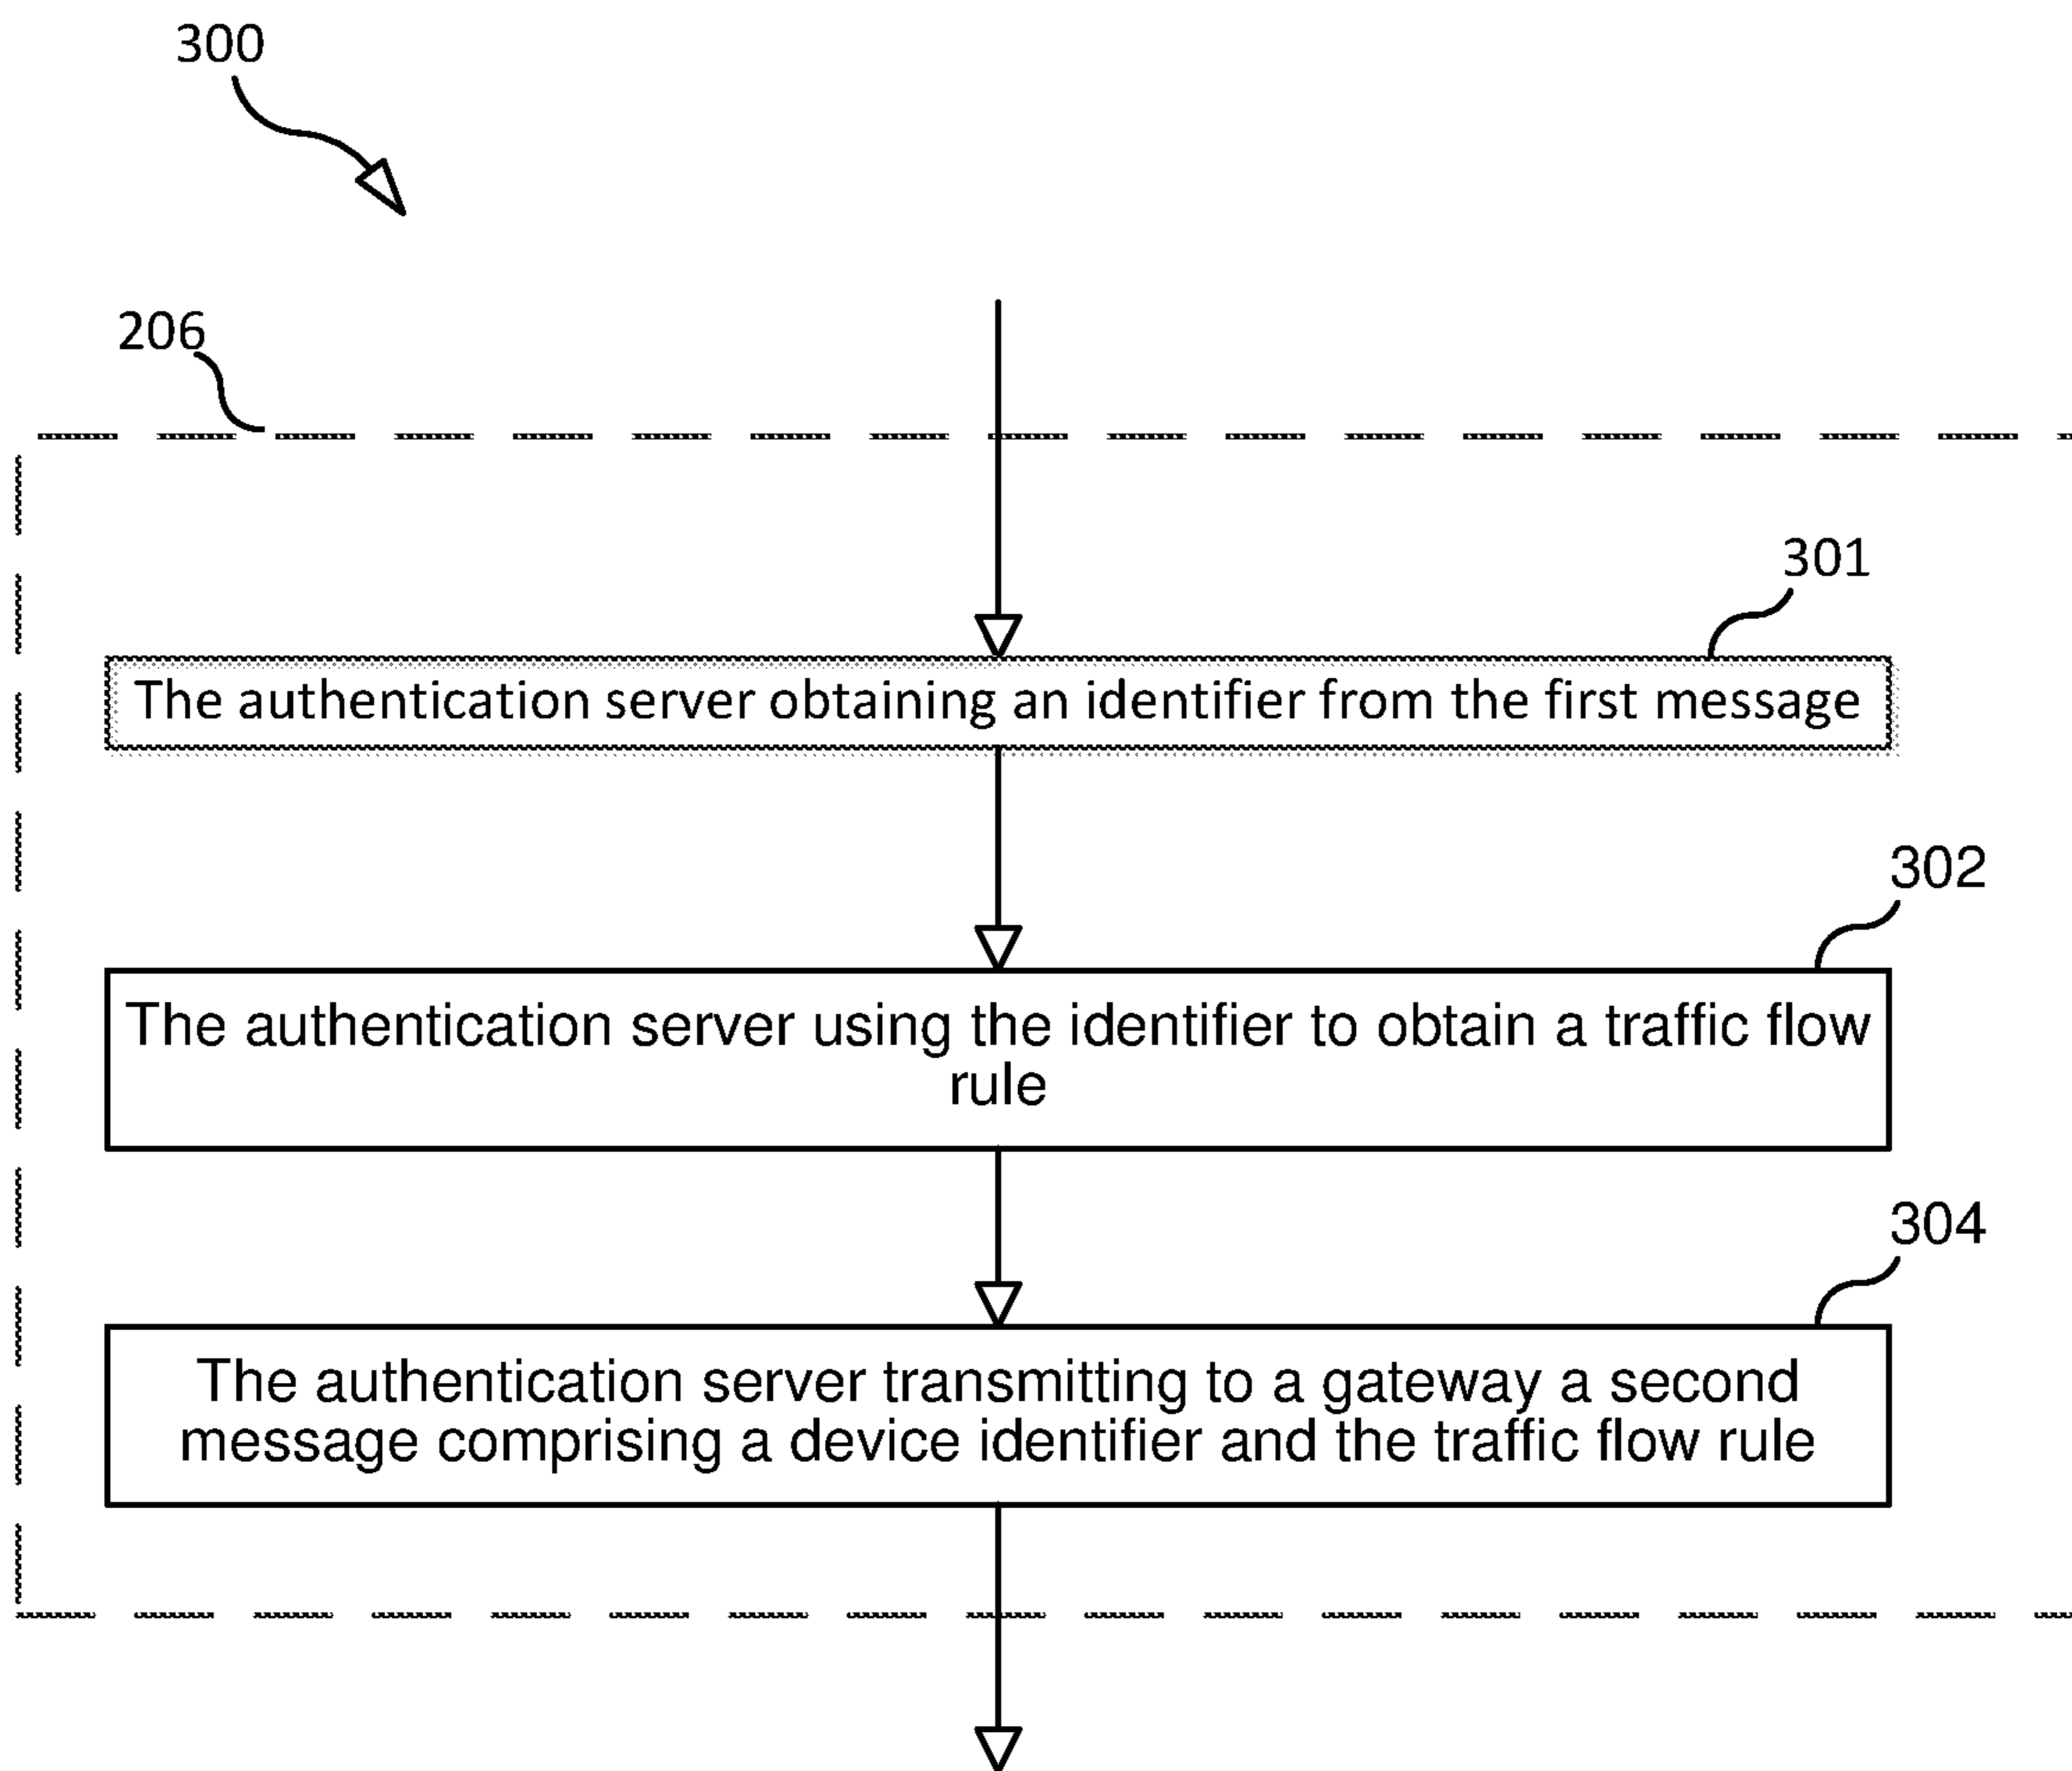 300
206
301
The authentication server obtaining an identifier from the first message
302
The authentication server using the identifier to obtain a traffic flow
rule
304
The authentication server transmitting to a gateway a second
message comprising a device identifier and the traffic flow rule